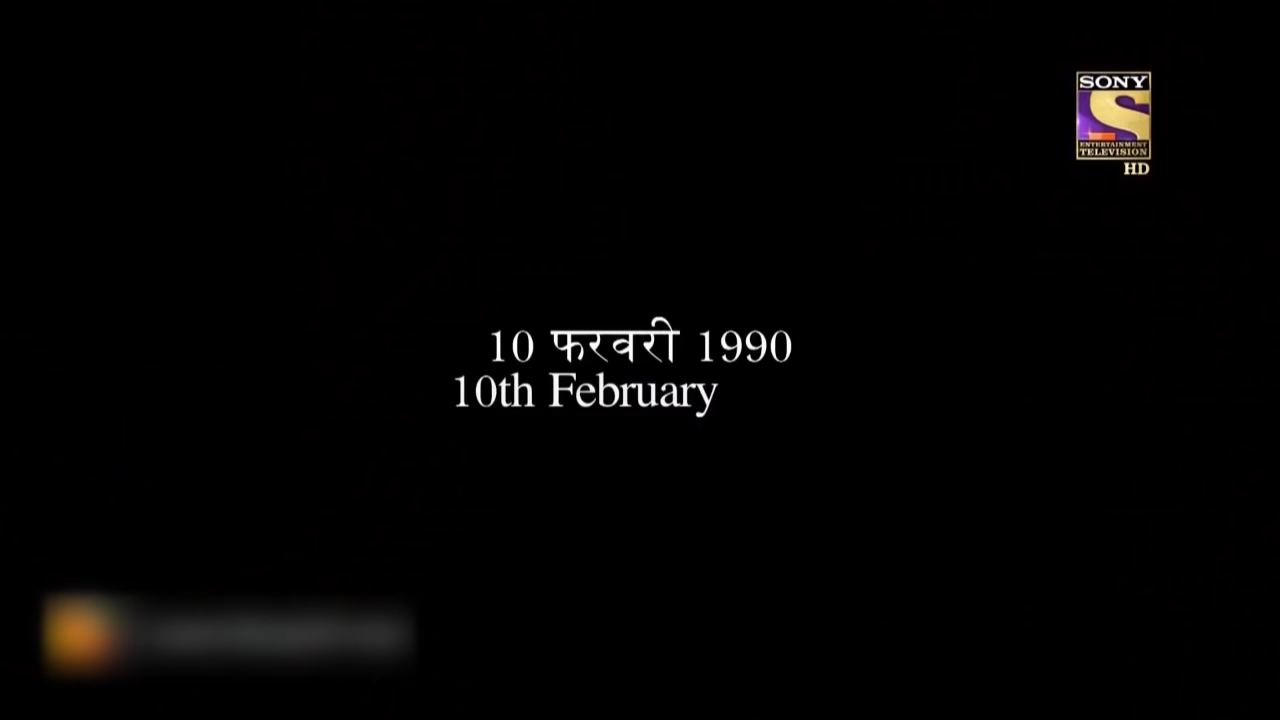 SONY
ENTERTAINMENT
TELEVISION
HD
10 फरवरी 1990
10th February